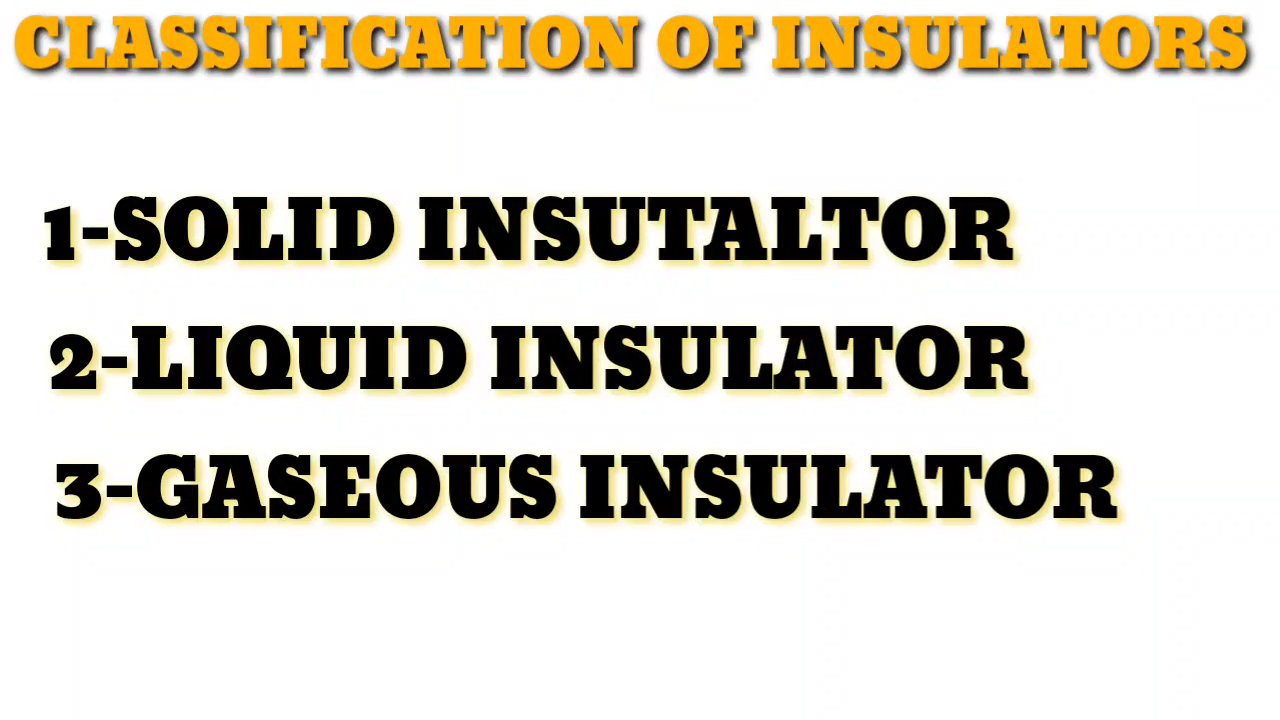 CLASSIFICATION OF INSULATORS
1-SOLID INSUTALTOR
2-LIQUID INSULATOR
3-GASEOUS INSULATOR